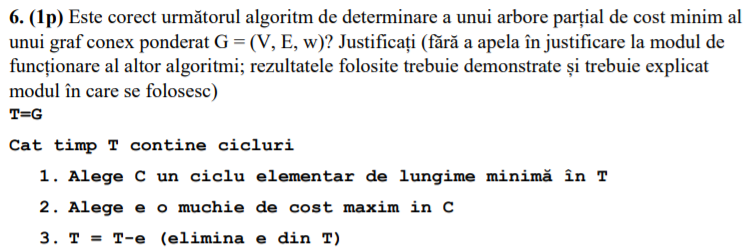 6. (1p) Este corect următorul algoritm de determinare a unui arbore parțial de cost minim al
unui graf conex ponderat G = (V, E, w)? Justificați (fără a apela în justificare la modul de
funcționare al altor algoritmi; rezultatele folosite trebuie demonstrate și trebuie explicat
modul în care se folosesc)
T=G
Cat timp T contine cicluri
1. Alege C un ciclu elementar de lungime minimă în T
2. Alege e o muchie de cost maxim in C
3. T = T-e (elimina e din T)